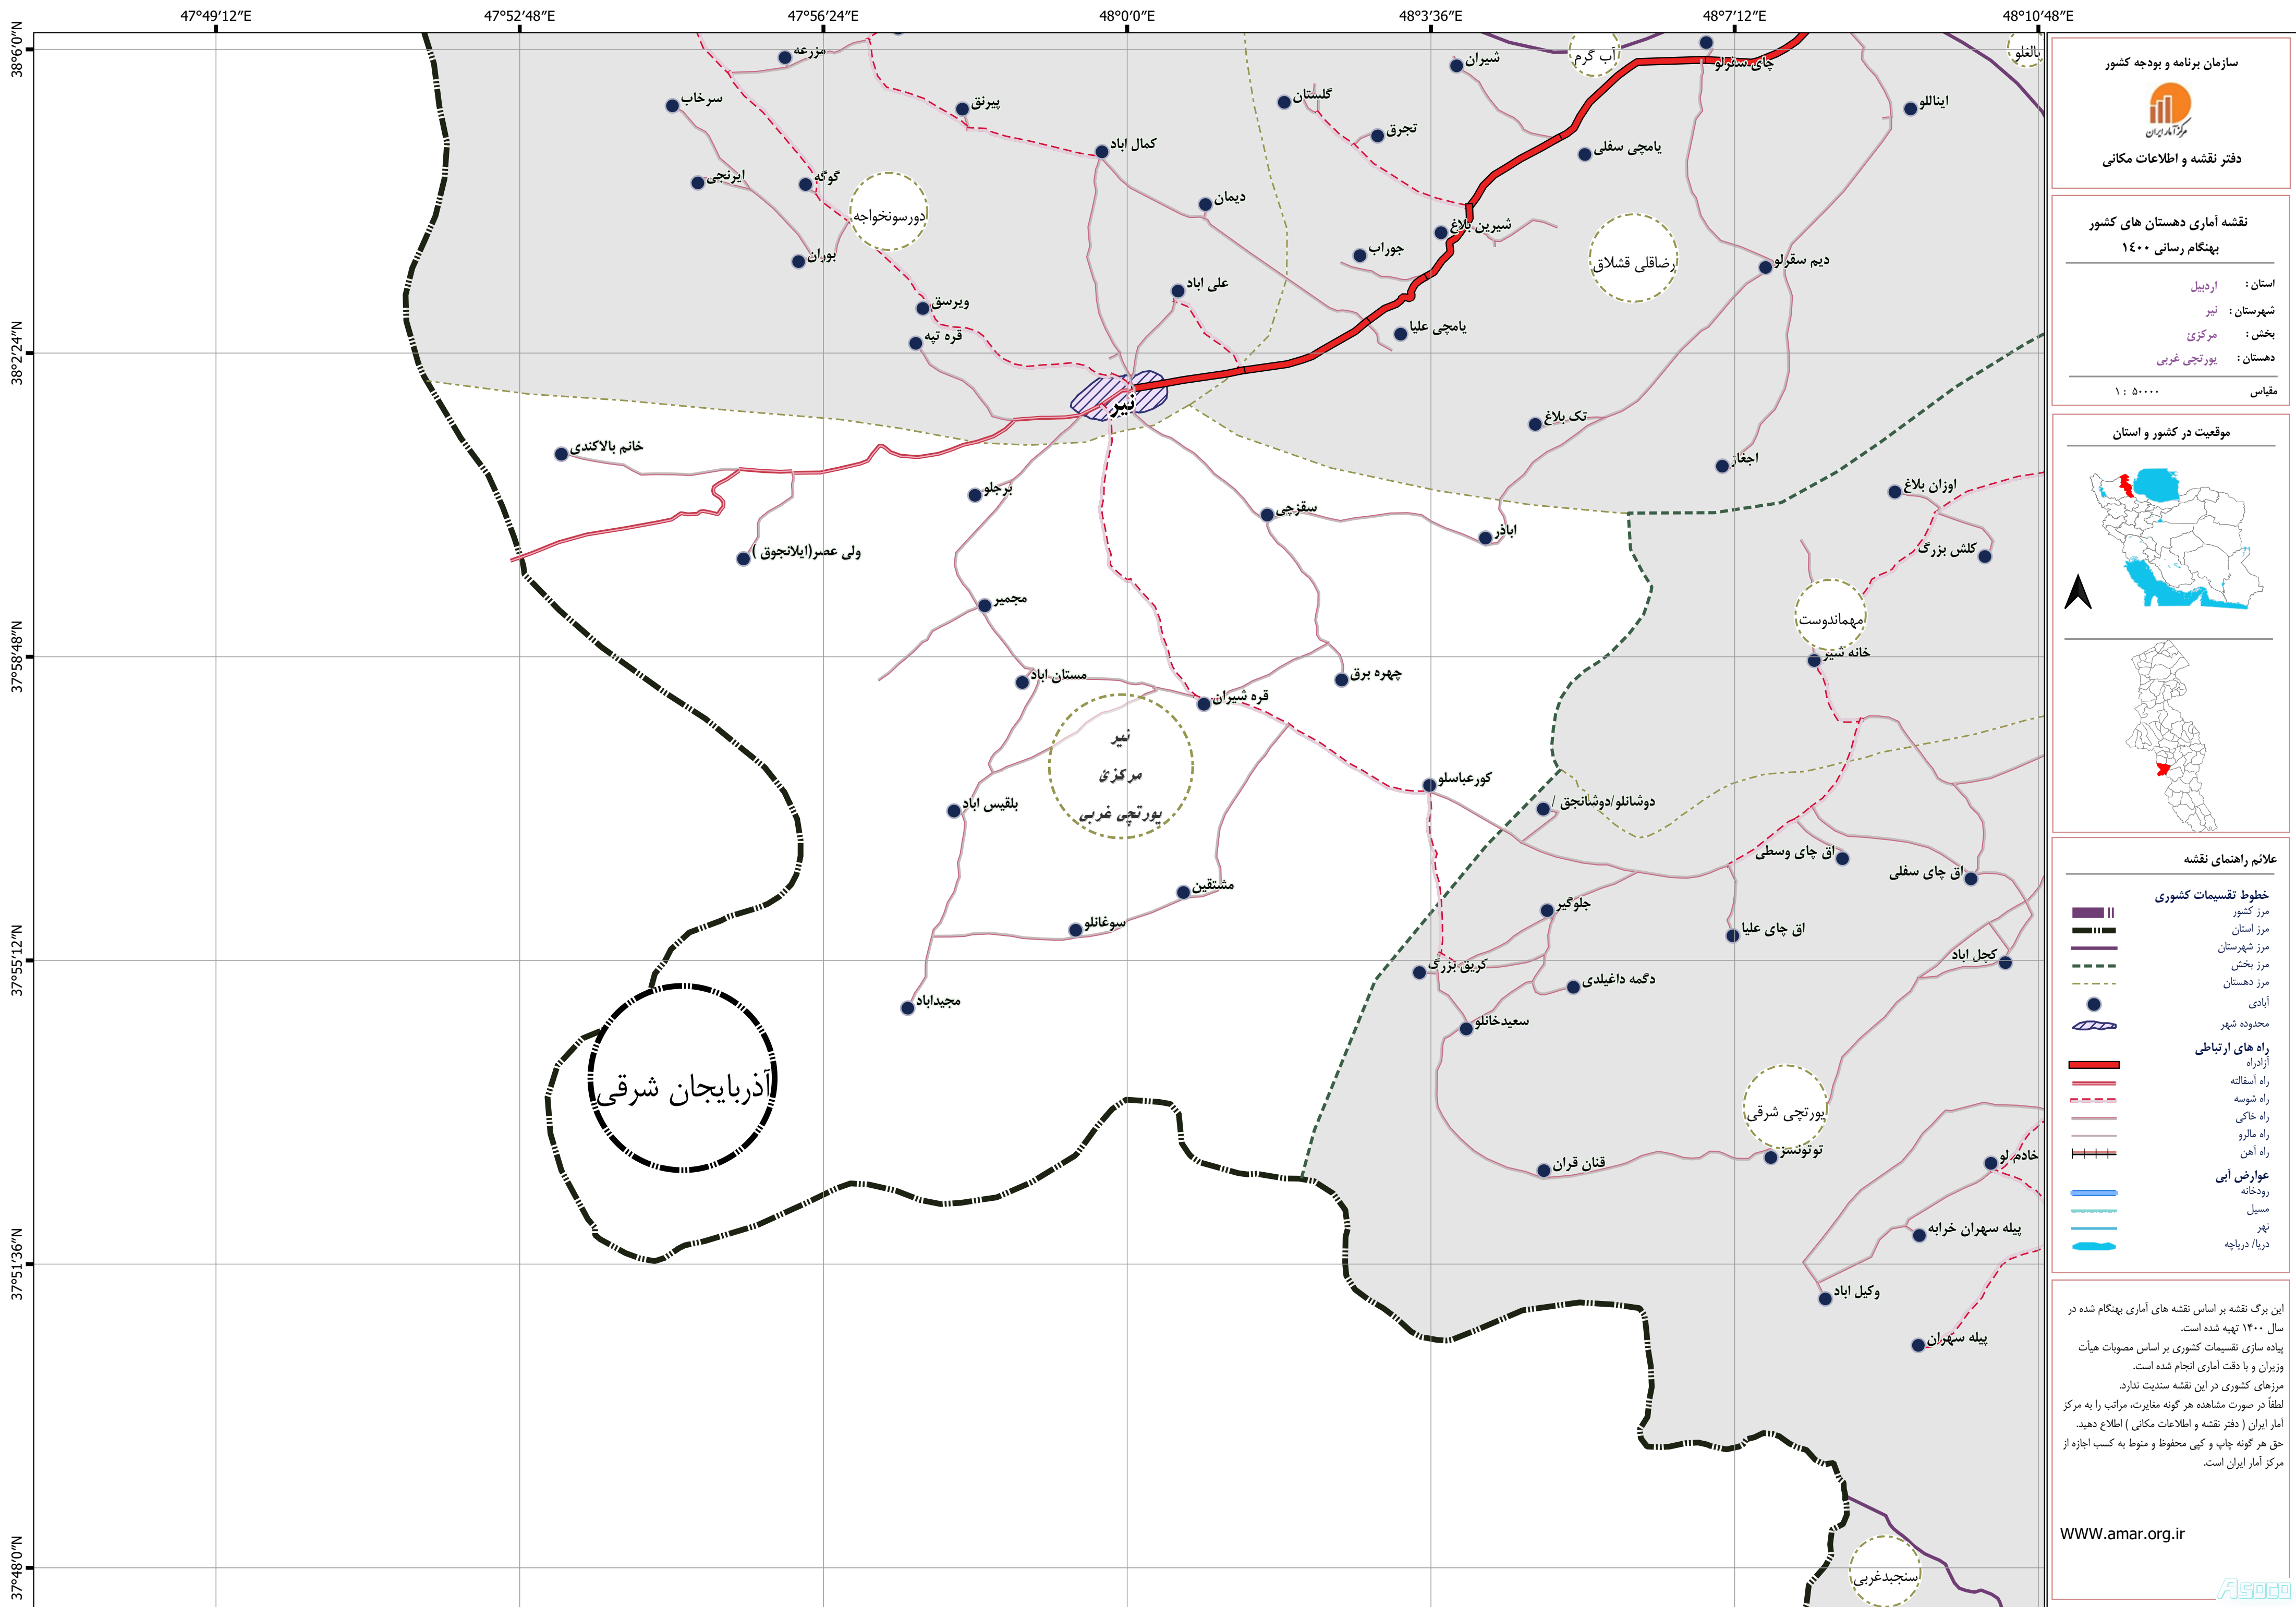 47°49'12"E
47°52'48"E
47°56'24"E
48°0'0"E
48°3'36"E
48°7'12"E
48°10'48"E
38°6'0"N
38°2'24"N
37°58'48"N
37°55'12"N
37°51'36"N
37°48'0"N
مزرعه
سرخاب
پیرنق
کمال اباد
ایرنجی
گوگه
دورسونخواجه
بوران
دیمان
علی اباد
ویرسق
قره تپه
نیر
شیران
آب گرم
چای سقرلو
بالغلو
گلستان
تجرق
یامچی سفلی
ایناللو
شیرین بلاغ
جوراب
رضاقلی قشلاق
دیم سقرلو
یامچی علیا
تک بلاغ
اجغاز
خانم بالاکندی
برجلو
سقزچی
اباذر
اوزان بلاغ
کلش بزرگ
ولی عصر(ایلانجوق )
مجمیر
مهماندوست
خانه شیر
مستان اباد
قره شیران
چهره برق
نیر
مرکزئ
یورتچی غربی
کورعباسلو
بلقیس اباد
دوشانلو/دوشانجق /
اق چای وسطی
اق چای سفلی
مشتقین
جلوگیر
سوغانلو
اق چای علیا
کریق بزرگ
کچل اباد
دگمه داغیلدی
مجیداباد
سعیدخانلو
آذربایجان شرقی
یورتچی شرقی
قنان قران
توتونسز
خادم لو
پیله سهران خرابه
وکیل اباد
پیله سهران
سنجبدغربی
سازمان برنامه و بودجه کشور
مرکز آمار ایران
دفتر نقشه و اطلاعات مکانی
نقشه آماری دهستان های کشور
بهنگام رسانی ١٤٠٠
استان : اردبیل
شهرستان : نیر
بخش : مرکزئ
دهستان : یورتچی غربی
مقیاس ١ : ۵٠٠٠٠
موقعیت در کشور و استان
علائم راهنمای نقشه
خطوط تقسیمات کشوری
مرز کشور
مرز استان
مرز شهرستان
مرز بخش
مرز دهستان
آبادی
محدوده شهر
راه های ارتباطی
آزادراه
راه آسفالته
راه شوسه
راه خاکی
راه مالرو
راه آهن
عوارض آبی
رودخانه
مسیل
نهر
دریا/ دریاچه
این برگ نقشه بر اساس نقشه های آماری بهنگام شده در
سال ۱۴۰۰ تهیه شده است.
پیاده سازی تقسیمات کشوری بر اساس مصوبات هیأت
وزیران و با دقت آماری انجام شده است.
مرزهای کشوری در این نقشه سندیت ندارد.
لطفاً در صورت مشاهده هر گونه مغایرت، مراتب را به مرکز
آمار ایران ( دفتر نقشه و اطلاعات مکانی ) اطلاع دهید.
حق هر گونه چاپ و کپی محفوظ و منوط به کسب اجازه از
مرکز آمار ایران است.
WWW.amar.org.ir
Asoco